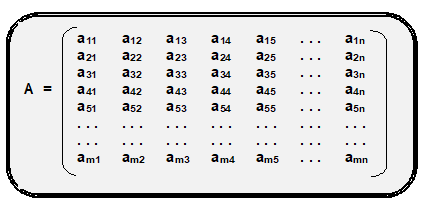 a11 a12 a13 a14 a15 ... a1n
a21 a22 a23 a24 a25 ... a2n
a31 a32 a33 a34 a35 ... a3n
A = a41 a42 a43 a44 a45 ... a4n
a51 a52 a53 a54 a55 ... a5n
... ... ... ... ... ... ...
... ... ... ... ... ... ...
am1 am2 am3 am4 am5 ... amn